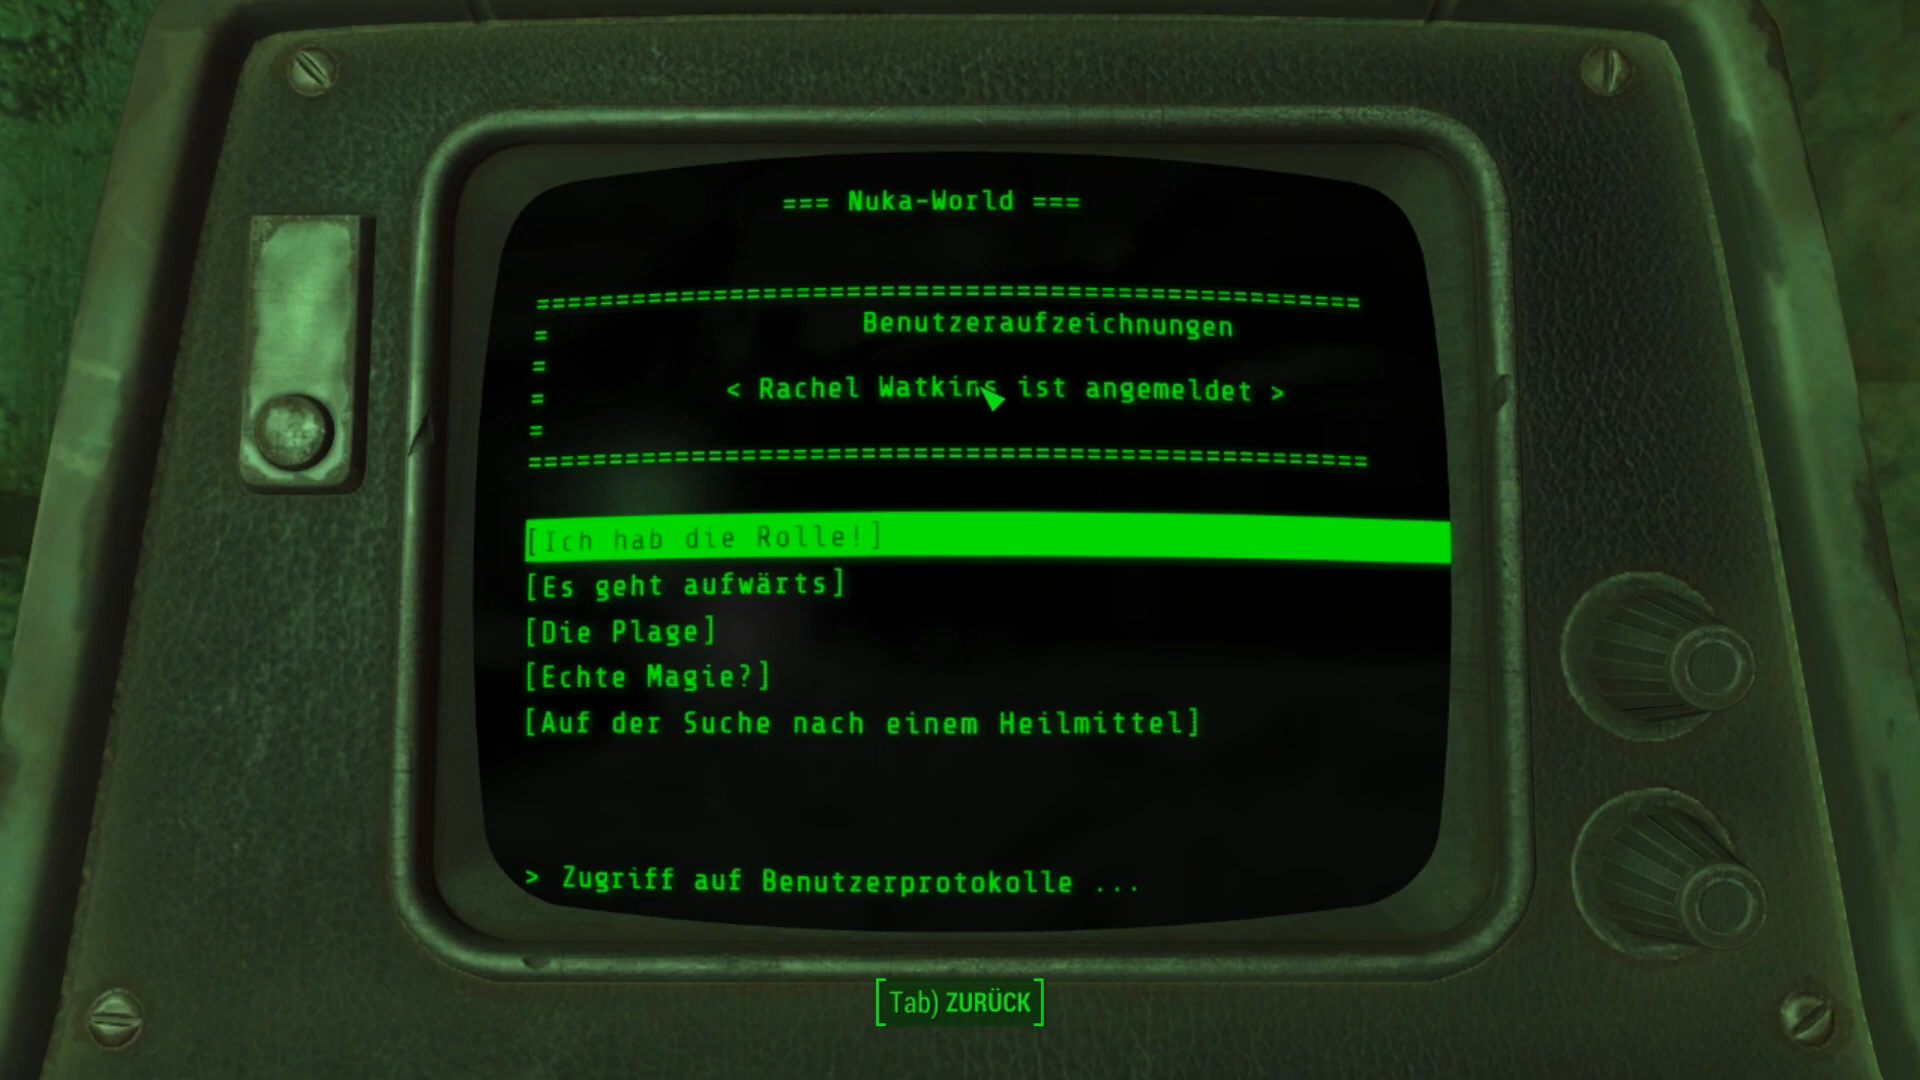 === Nuka-World ===
===================================================
= Benutzeraufzeichnungen
=
= < Rachel Watkins ist angemeldet >
=
====================================================
[Ich hab die Rolle!]
[Es geht aufwärts]
[Die Plage]
[Echte Magie?]
[Auf der Suche nach einem Heilmittel]
> Zugriff auf Benutzerprotokolle ...
[Tab) ZURÜCK]